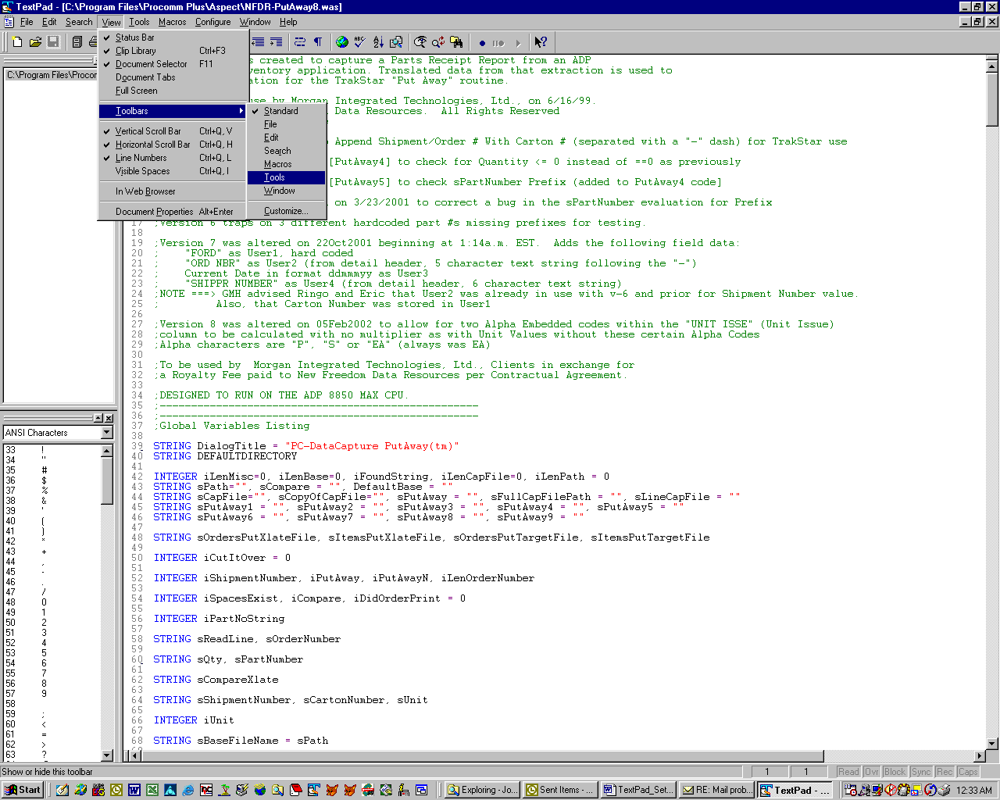 TextPad - [C:\Program Files\Procomm Plus\Aspect\NFDR-PutAway8.was]
File Edit Search View Tools Macros Configure Window Help
Status Bar
Clip Library Ctrl+F3
Document Selector F11
Document Tabs
Full Screen
Toolbars
Vertical Scroll Bar Ctrl+Q, V
Horizontal Scroll Bar Ctrl+Q, H
Line Numbers Ctrl+Q, L
Visible Spaces Ctrl+Q, I
In Web Browser
Document Properties Alt+Enter
Standard
File
Edit
Search
Macros
Tools
Window
Customize...
C:\Program Files\Procom
s created to capture a Parts Receipt Report from an ADP
ventory application. Translated data from that extraction is used to
ation for the TrakStar "Put Away" routine.
use by Morgan Integrated Technologies, Ltd., on 6/16/99.
Data Resources.  All Rights Reserved
Append Shipment/Order # With Carton # (separated with a "-" dash) for TrakStar use
[PutAway4] to check for Quantity <= 0 instead of ==0 as previously
[PutAway5] to check sPartNumber Prefix (added to PutAway4 code]
on 3/23/2001 to correct a bug in the sPartNumber evaluation for Prefix
17 ;Version 6 traps on 3 different hardcoded part #s missing prefixes for testing.
18
19 ;Version 7 was altered on 22Oct2001 beginning at 1:14a.m. EST.  Adds the following field data:
20 ;    "FORD" as User1, hard coded
21 ;    "ORD NBR" as User2 (from detail header, 5 character text string following the "-")
22 ;    Current Date in format ddmmmyy as User3
23 ;    "SHIPPR NUMBER" as User4 (from detail header, 6 character text string)
24 ;NOTE ===> GMH advised Ringo and Eric that User2 was already in use with v-6 and prior for Shipment Number value.
25 ;         Also, that Carton Number was stored in User1
26
27 ;Version 8 was altered on 05Feb2002 to allow for two Alpha Embedded codes within the "UNIT ISSE" (Unit Issue)
28 ;column to be calculated with no multiplier as with Unit Values without these certain Alpha Codes
29 ;Alpha characters are "P", "S" or "EA" (always was EA)
30
31 ;To be used by  Morgan Integrated Technologies, Ltd., Clients in exchange for
32 ;a Royalty Fee paid to New Freedom Data Resources per Contractual Agreement.
33
34 ;DESIGNED TO RUN ON THE ADP 8850 MAX CPU.
35 ;---------------------------------------------------
36 ;---------------------------------------------------
37 ;Global Variables Listing
38
39 STRING DialogTitle = "PC-DataCapture PutAway(tm)"
40 STRING DEFAULTDIRECTORY
41
42 INTEGER iLenMisc=0, iLenBase=0, iFoundString, iLenCapFile=0, iLenPath = 0
43 STRING sPath="", sCompare = "", DefaultBase = ""
44 STRING sCapFile="", sCopyOfCapFile="", sPutAway = "", sFullCapFilePath = "", sLineCapFile = ""
45 STRING sPutAway1 = "", sPutAway2 = "", sPutAway3 = "", sPutAway4 = "", sPutAway5 = ""
46 STRING sPutAway6 = "", sPutAway7 = "", sPutAway8 = "", sPutAway9 = ""
47
48 STRING sOrdersPutXlateFile, sItemsPutXlateFile, sOrdersPutTargetFile, sItemsPutTargetFile
49
50 INTEGER iCutItOver = 0
51
52 INTEGER iShipmentNumber, iPutAway, iPutAwayN, iLenOrderNumber
53
54 INTEGER iSpacesExist, iCompare, iDidOrderPrint = 0
55
56 INTEGER iPartNoString
57
58 STRING sReadLine, sOrderNumber
59
60 STRING sQty, sPartNumber
61
62 STRING sCompareXlate
63
64 STRING sShipmentNumber, sCartonNumber, sUnit
65
66 INTEGER iUnit
67
68 STRING sBaseFileName = sPath
ANSI Characters
33 !
34 "
35 #
36 $
37 %
38 &
39 '
40 (
41 )
42 *
43 +
44 ,
45 -
46 .
47 /
48 0
49 1
50 2
51 3
52 4
53 5
54 6
55 7
56 8
57 9
58
59 ;
60 <
61 =
62 >
63 ?
Show or hide this toolbar
1 1 Read Ovr Block Sync Rec Caps
Start
Exploring - Jo...
Sent Items - ...
TextPad_Set...
RE: Mail prob...
TextPad - ...
12:33 AM